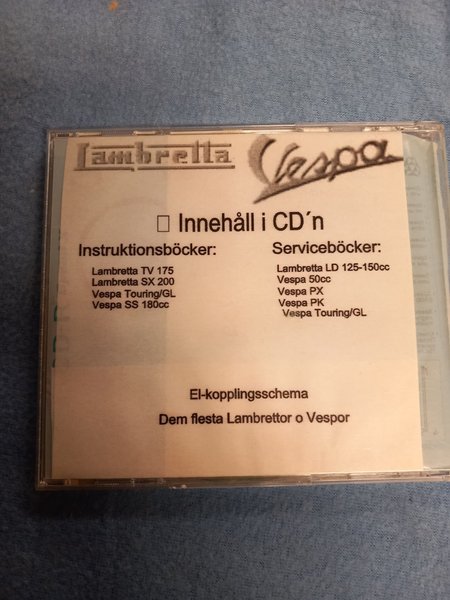 Lambretta Vespa
Innehåll i CD´n
Instruktionsböcker:
Lambretta TV 175
Lambretta SX 200
Vespa Touring/GL
Vespa SS 180cc
Serviceböcker:
Lambretta LD 125-150cc
Vespa 50cc
Vespa PX
Vespa PK
Vespa Touring/GL
El-kopplingsschema
Dem flesta Lambrettor o Vespor